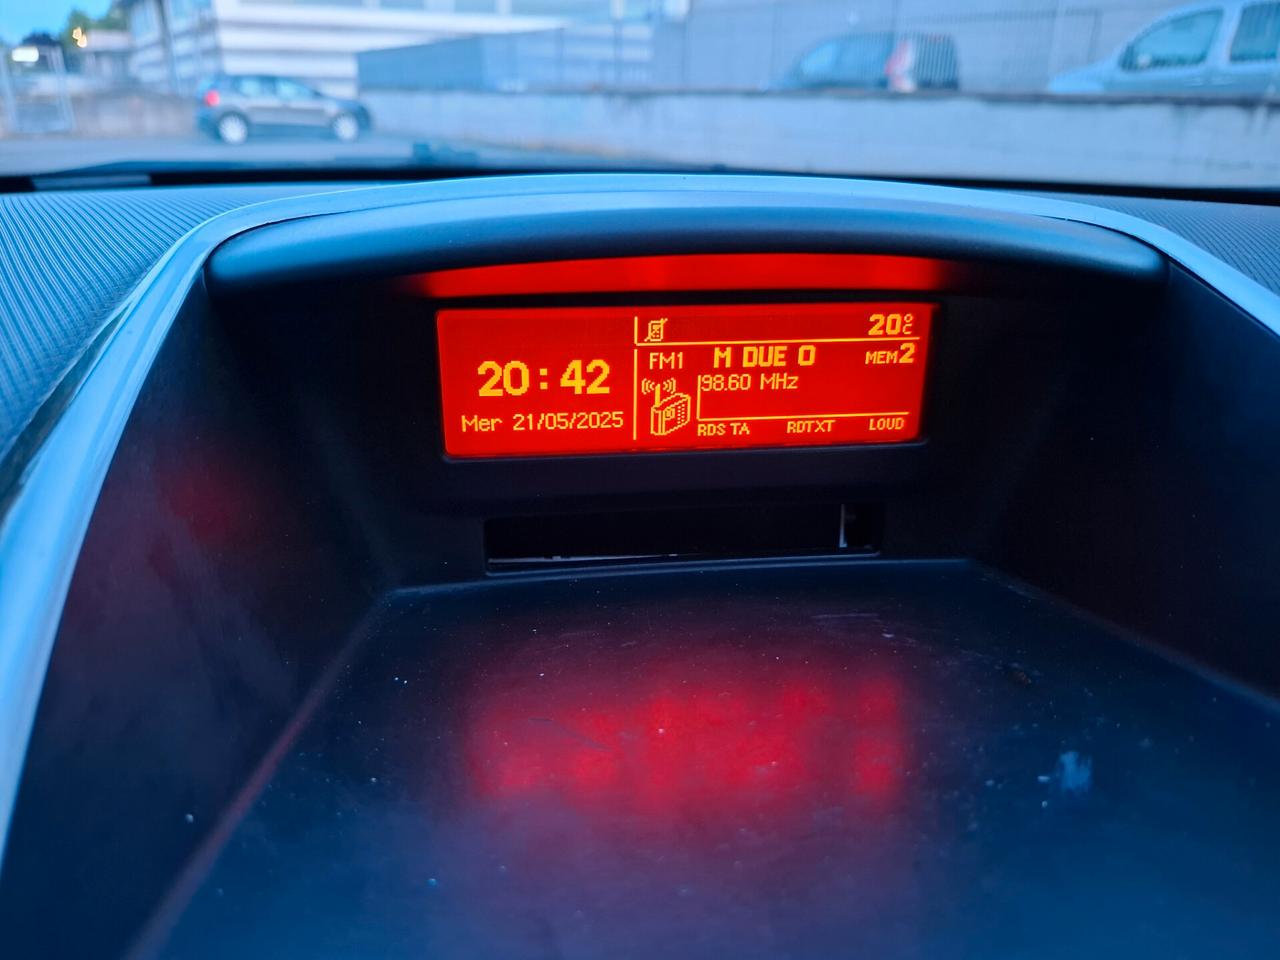 20:42
Mer 21/05/2025
20°C
FM1 M DUE O MEM2
98.60 MHz
RDS TA RDTXT LOUD